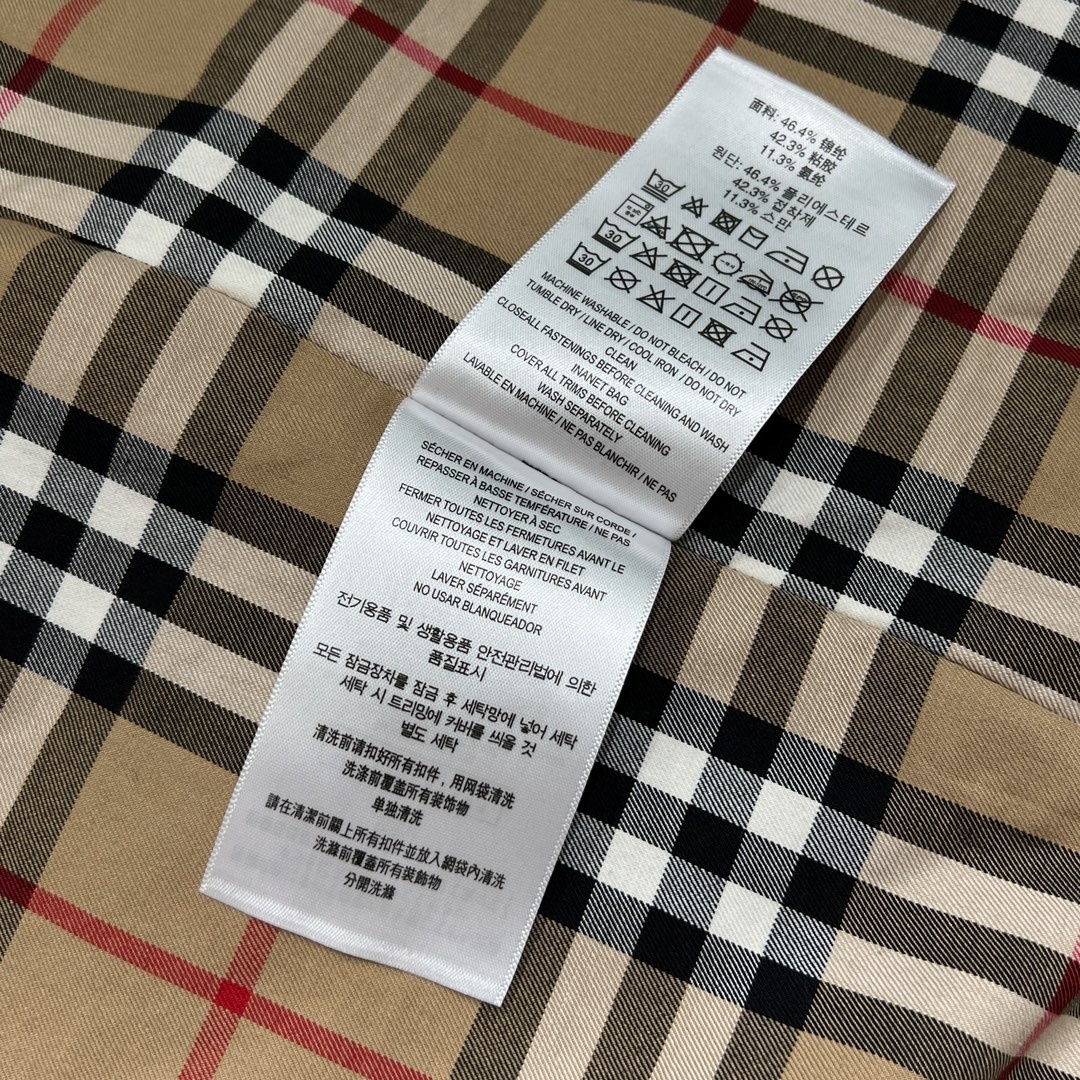 面料: 46.4% 锦纶
42.3% 粘胶
11.3% 氨纶
원단: 46.4% 폴리에스테르
42.3% 접착제
11.3% 스판
30
30
30
MACHINE WASHABLE / DO NOT BLEACH / DO NOT
TUMBLE DRY / LINE DRY / COOL IRON / DO NOT DRY
CLEAN
CLOSEALL FASTENINGS BEFORE CLEANING AND WASH
INANET BAG
COVER ALL TRIMS BEFORE CLEANING
WASH SEPARATELY
LAVABLE EN MACHINE / NE PAS BLANCHIR / NE PAS
SÉCHER EN MACHINE / SÉCHER SUR CORDE /
REPASSER À BASSE TEMPÉRATURE / NE PAS
NETTOYER À SEC
FERMER TOUTES LES FERMETURES AVANT LE
NETTOYAGE ET LAVER EN FILET
COUVRIR TOUTES LES GARNITURES AVANT
NETTOYAGE
LAVER SÉPARÉMENT
NO USAR BLANQUEADOR
전기용품 및 생활용품 안전관리법에 의한
품질표시
모든 잠금장차를 잠금 후 세탁망에 넣어 세탁
세탁 시 트리밍에 커버를 씌울 것
별도 세탁
清洗前请扣好所有扣件，用网袋清洗
洗涤前覆盖所有装饰物
单独清洗
請在清潔前關上所有扣件並放入網袋內清洗
洗滌前覆蓋所有裝飾物
分開洗滌